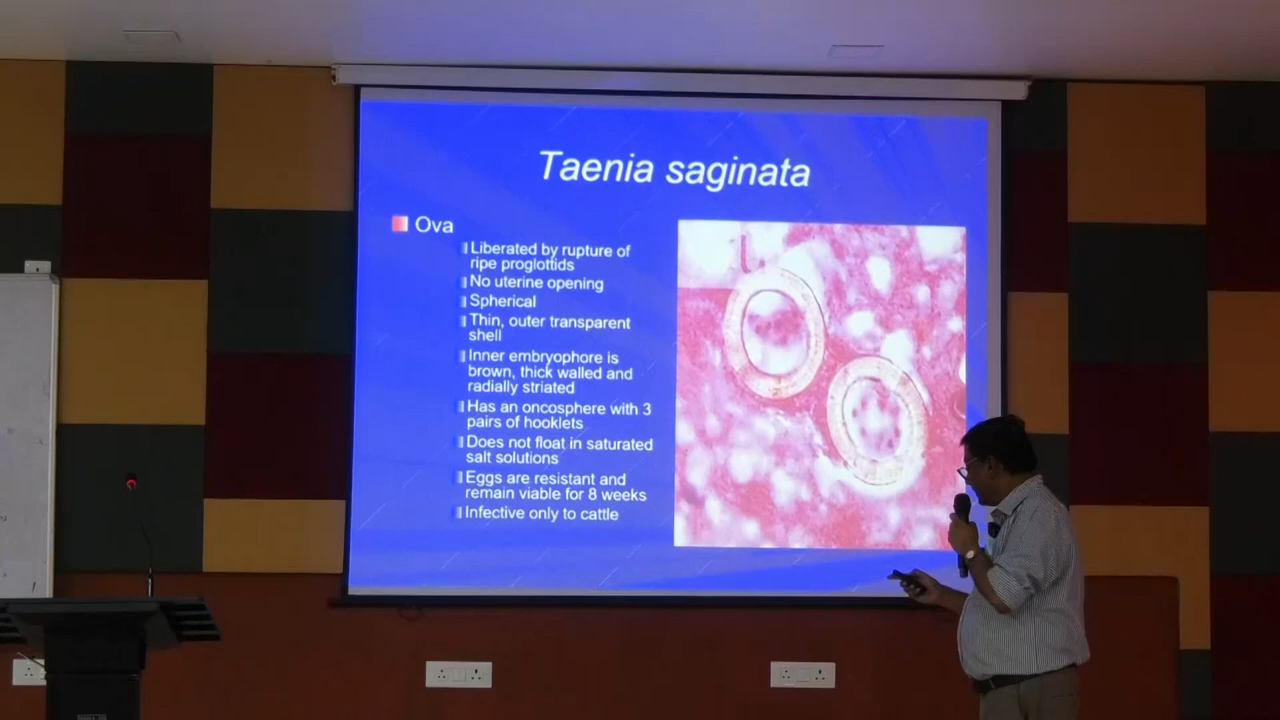 Taenia saginata
Ova
Liberated by rupture of
ripe proglottids
No uterine opening
Spherical
Thin, outer transparent
shell
Inner embryophore is
brown, thick walled and
radially striated
Has an oncosphere with 3
pairs of hooklets
Does not float in saturated
salt solutions
Eggs are resistant and
remain viable for 8 weeks
Infective only to cattle